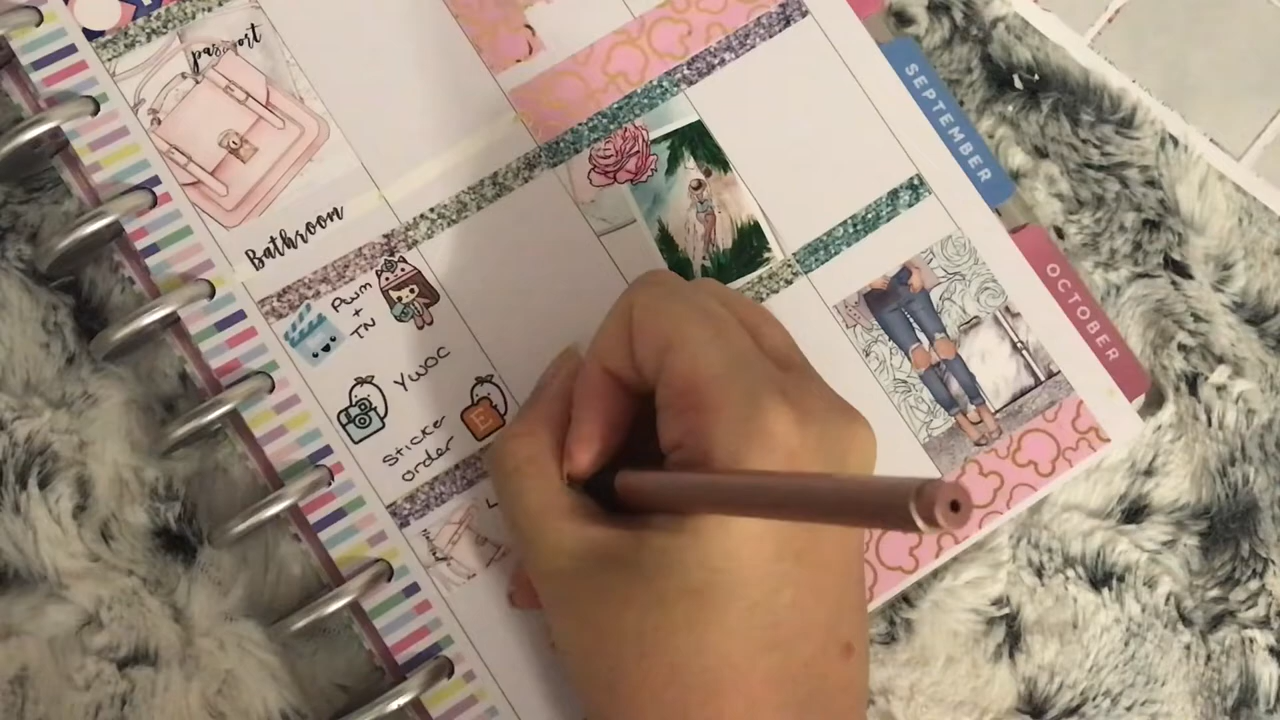 passport
Bathroom
PWM
+
TN
YWOC
Sticker
order
E
L
SEPTEMBER
OCTOBER